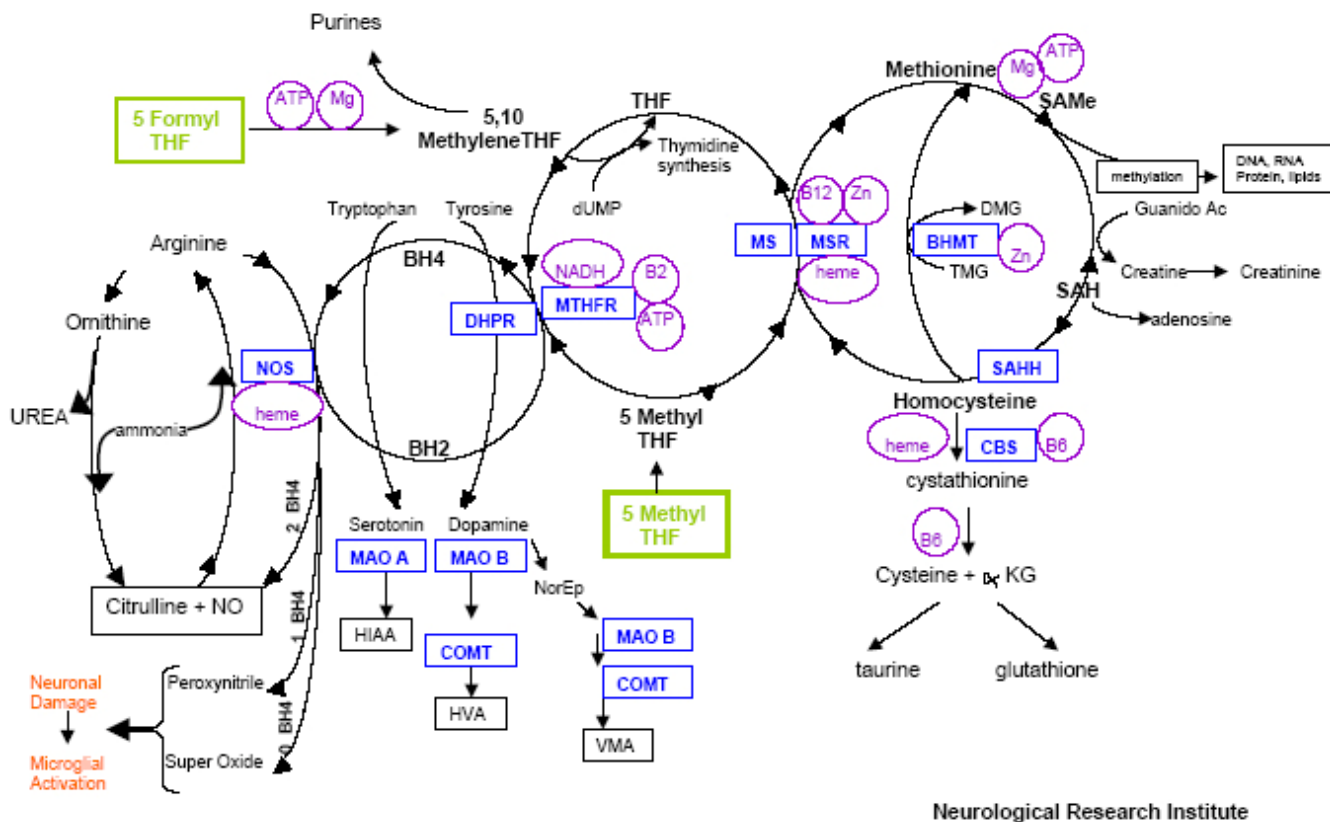 Purines
ATP
Mg
5 Formyl
THF
5,10
MethyleneTHF
THF
Thymidine
synthesis
dUMP
Methionine
Mg
ATP
SAMe
methylation
DNA, RNA
Protein, lipids
Guanido Ac
Creatine
Creatinine
SAH
adenosine
DMG
BHMT
Zn
TMG
SAHH
B12
Zn
MS
MSR
heme
Tryptophan
Tyrosine
BH4
NADH
B2
MTHFR
ATP
DHPR
BH2
Arginine
Ornithine
NOS
heme
UREA
ammonia
Citrulline + NO
2 BH4
1 BH4
0 BH4
Peroxynitrile
Super Oxide
Neuronal
Damage
Microglial
Activation
Serotonin
MAO A
HIAA
Dopamine
MAO B
COMT
HVA
NorEp
MAO B
COMT
VMA
5 Methyl
THF
5 Methyl
THF
Homocysteine
heme
CBS
B6
cystathionine
B6
Cysteine + α KG
taurine
glutathione
Neurological Research Institute